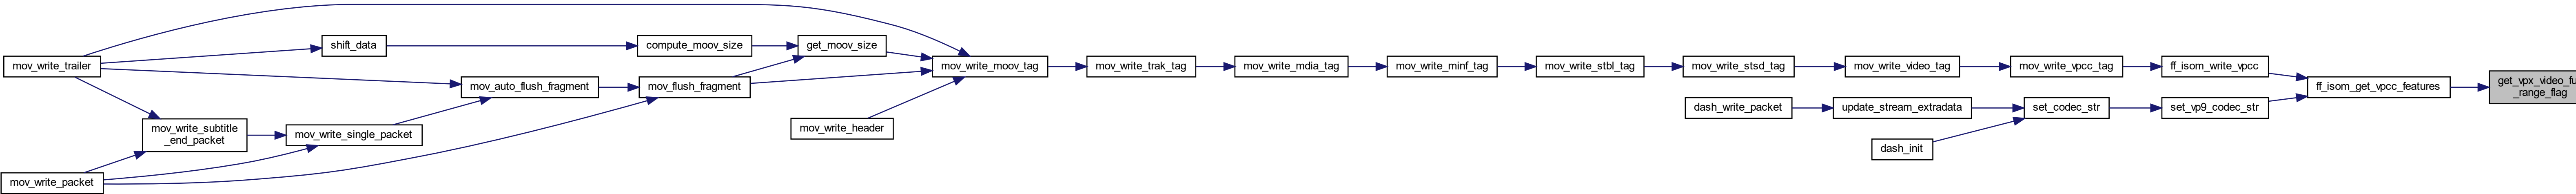 mov_write_trailer
shift_data
compute_moov_size
get_moov_size
mov_auto_flush_fragment
mov_flush_fragment
mov_write_subtitle
_end_packet
mov_write_single_packet
mov_write_packet
mov_write_header
mov_write_moov_tag
mov_write_trak_tag
mov_write_mdia_tag
mov_write_minf_tag
mov_write_stbl_tag
mov_write_stsd_tag
mov_write_video_tag
mov_write_vpcc_tag
ff_isom_write_vpcc
dash_write_packet
update_stream_extradata
set_codec_str
set_vp9_codec_str
dash_init
ff_isom_get_vpcc_features
get_vpx_video_fu
_range_flag